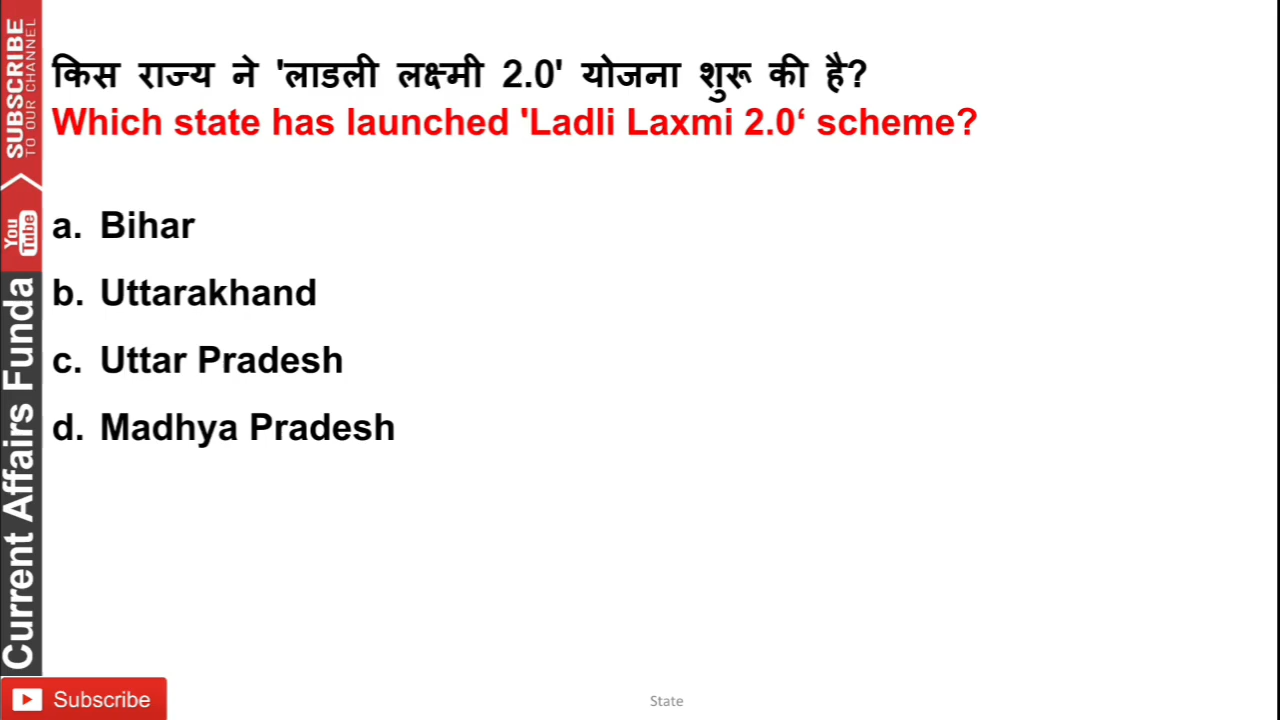 किस राज्य ने 'लाडली लक्ष्मी 2.0' योजना शुरू की है?
Which state has launched 'Ladli Laxmi 2.0‘ scheme?
a. Bihar
b. Uttarakhand
c. Uttar Pradesh
d. Madhya Pradesh
SUBSCRIBE
TO OUR CHANNEL
You
Tube
Current Affairs Funda
Subscribe
State